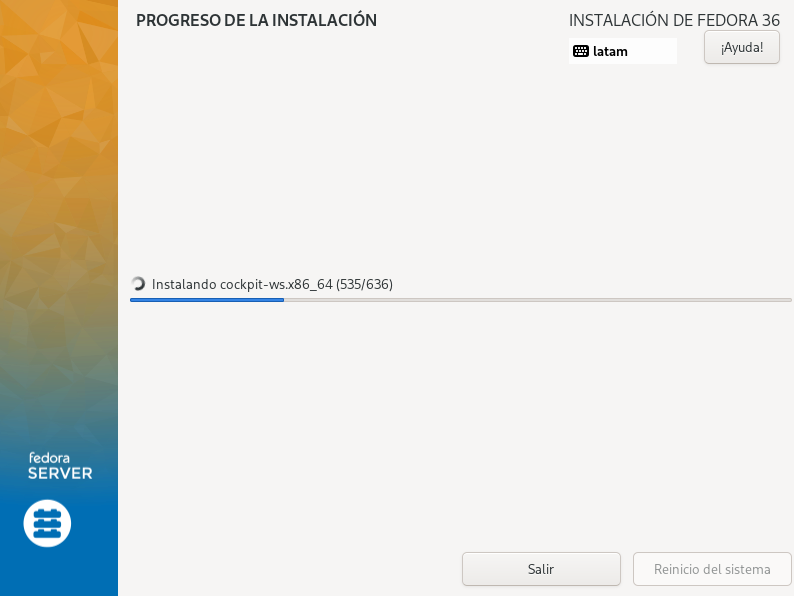 PROGRESO DE LA INSTALACIÓN
INSTALACIÓN DE FEDORA 36
latam
¡Ayuda!
Instalando cockpit-ws.x86_64 (535/636)
fedora
SERVER
Salir
Reinicio del sistema